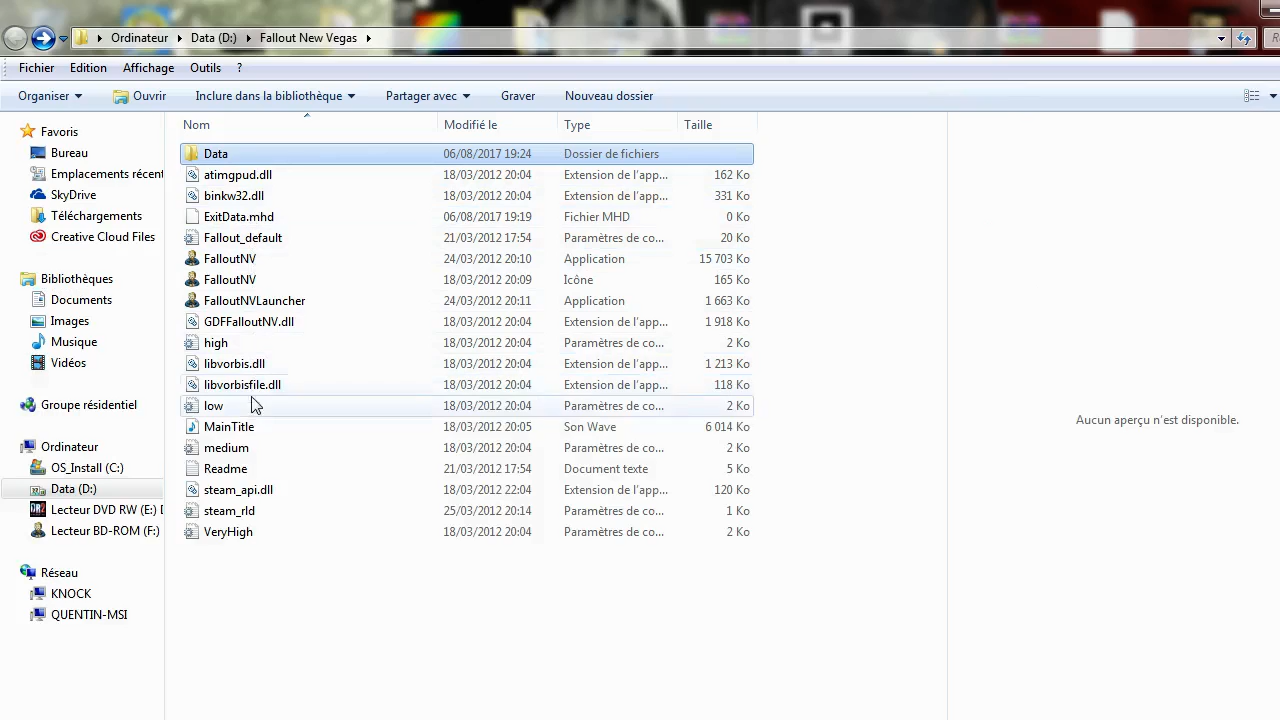 Ordinateur Data (D:) Fallout New Vegas
Fichier Edition Affichage Outils ?
Organiser Ouvrir Inclure dans la bibliothèque Partager avec Graver Nouveau dossier
Nom Modifié le Type Taille
Favoris
Bureau
Emplacements récent
SkyDrive
Téléchargements
Creative Cloud Files
Bibliothèques
Documents
Images
Musique
Vidéos
Groupe résidentiel
Ordinateur
OS_Install (C:)
Data (D:)
Lecteur DVD RW (E:) D
Lecteur BD-ROM (F:)
Réseau
KNOCK
QUENTIN-MSI
Data 06/08/2017 19:24 Dossier de fichiers
atimgpud.dll 18/03/2012 20:04 Extension de l'app... 162 Ko
binkw32.dll 18/03/2012 20:04 Extension de l'app... 331 Ko
ExitData.mhd 06/08/2017 19:19 Fichier MHD 0 Ko
Fallout_default 21/03/2012 17:54 Paramètres de co... 20 Ko
FalloutNV 24/03/2012 20:10 Application 15 703 Ko
FalloutNV 18/03/2012 20:09 Icône 165 Ko
FalloutNVLauncher 24/03/2012 20:11 Application 1 663 Ko
GDFFalloutNV.dll 18/03/2012 20:04 Extension de l'app... 1 918 Ko
high 18/03/2012 20:04 Paramètres de co... 2 Ko
libvorbis.dll 18/03/2012 20:04 Extension de l'app... 1 213 Ko
libvorbisfile.dll 18/03/2012 20:04 Extension de l'app... 118 Ko
low 18/03/2012 20:04 Paramètres de co... 2 Ko
MainTitle 18/03/2012 20:05 Son Wave 6 014 Ko
medium 18/03/2012 20:04 Paramètres de co... 2 Ko
Readme 21/03/2012 17:54 Document texte 5 Ko
steam_api.dll 18/03/2012 22:04 Extension de l'app... 120 Ko
steam_rld 25/03/2012 20:14 Paramètres de co... 1 Ko
VeryHigh 18/03/2012 20:04 Paramètres de co... 2 Ko
Aucun aperçu n'est disponible.